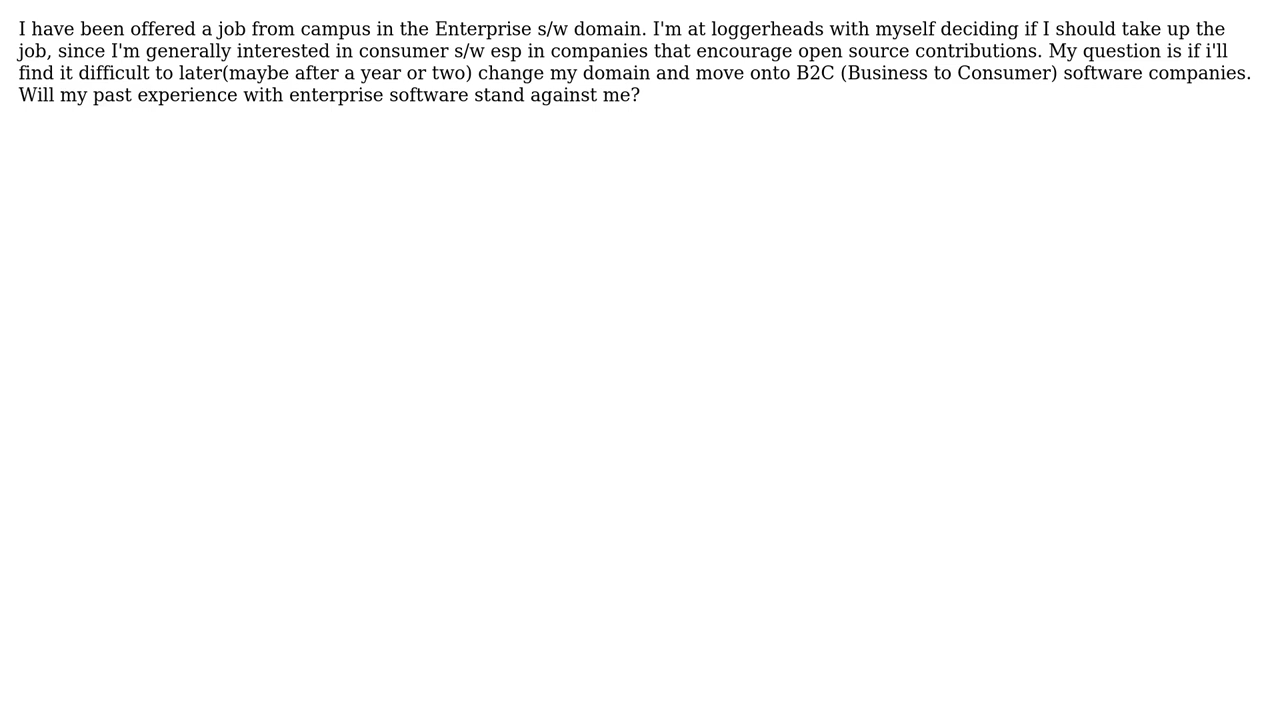 I have been offered a job from campus in the Enterprise s/w domain. I'm at loggerheads with myself deciding if I should take up the
job, since I'm generally interested in consumer s/w esp in companies that encourage open source contributions. My question is if i'll
find it difficult to later(maybe after a year or two) change my domain and move onto B2C (Business to Consumer) software companies.
Will my past experience with enterprise software stand against me?